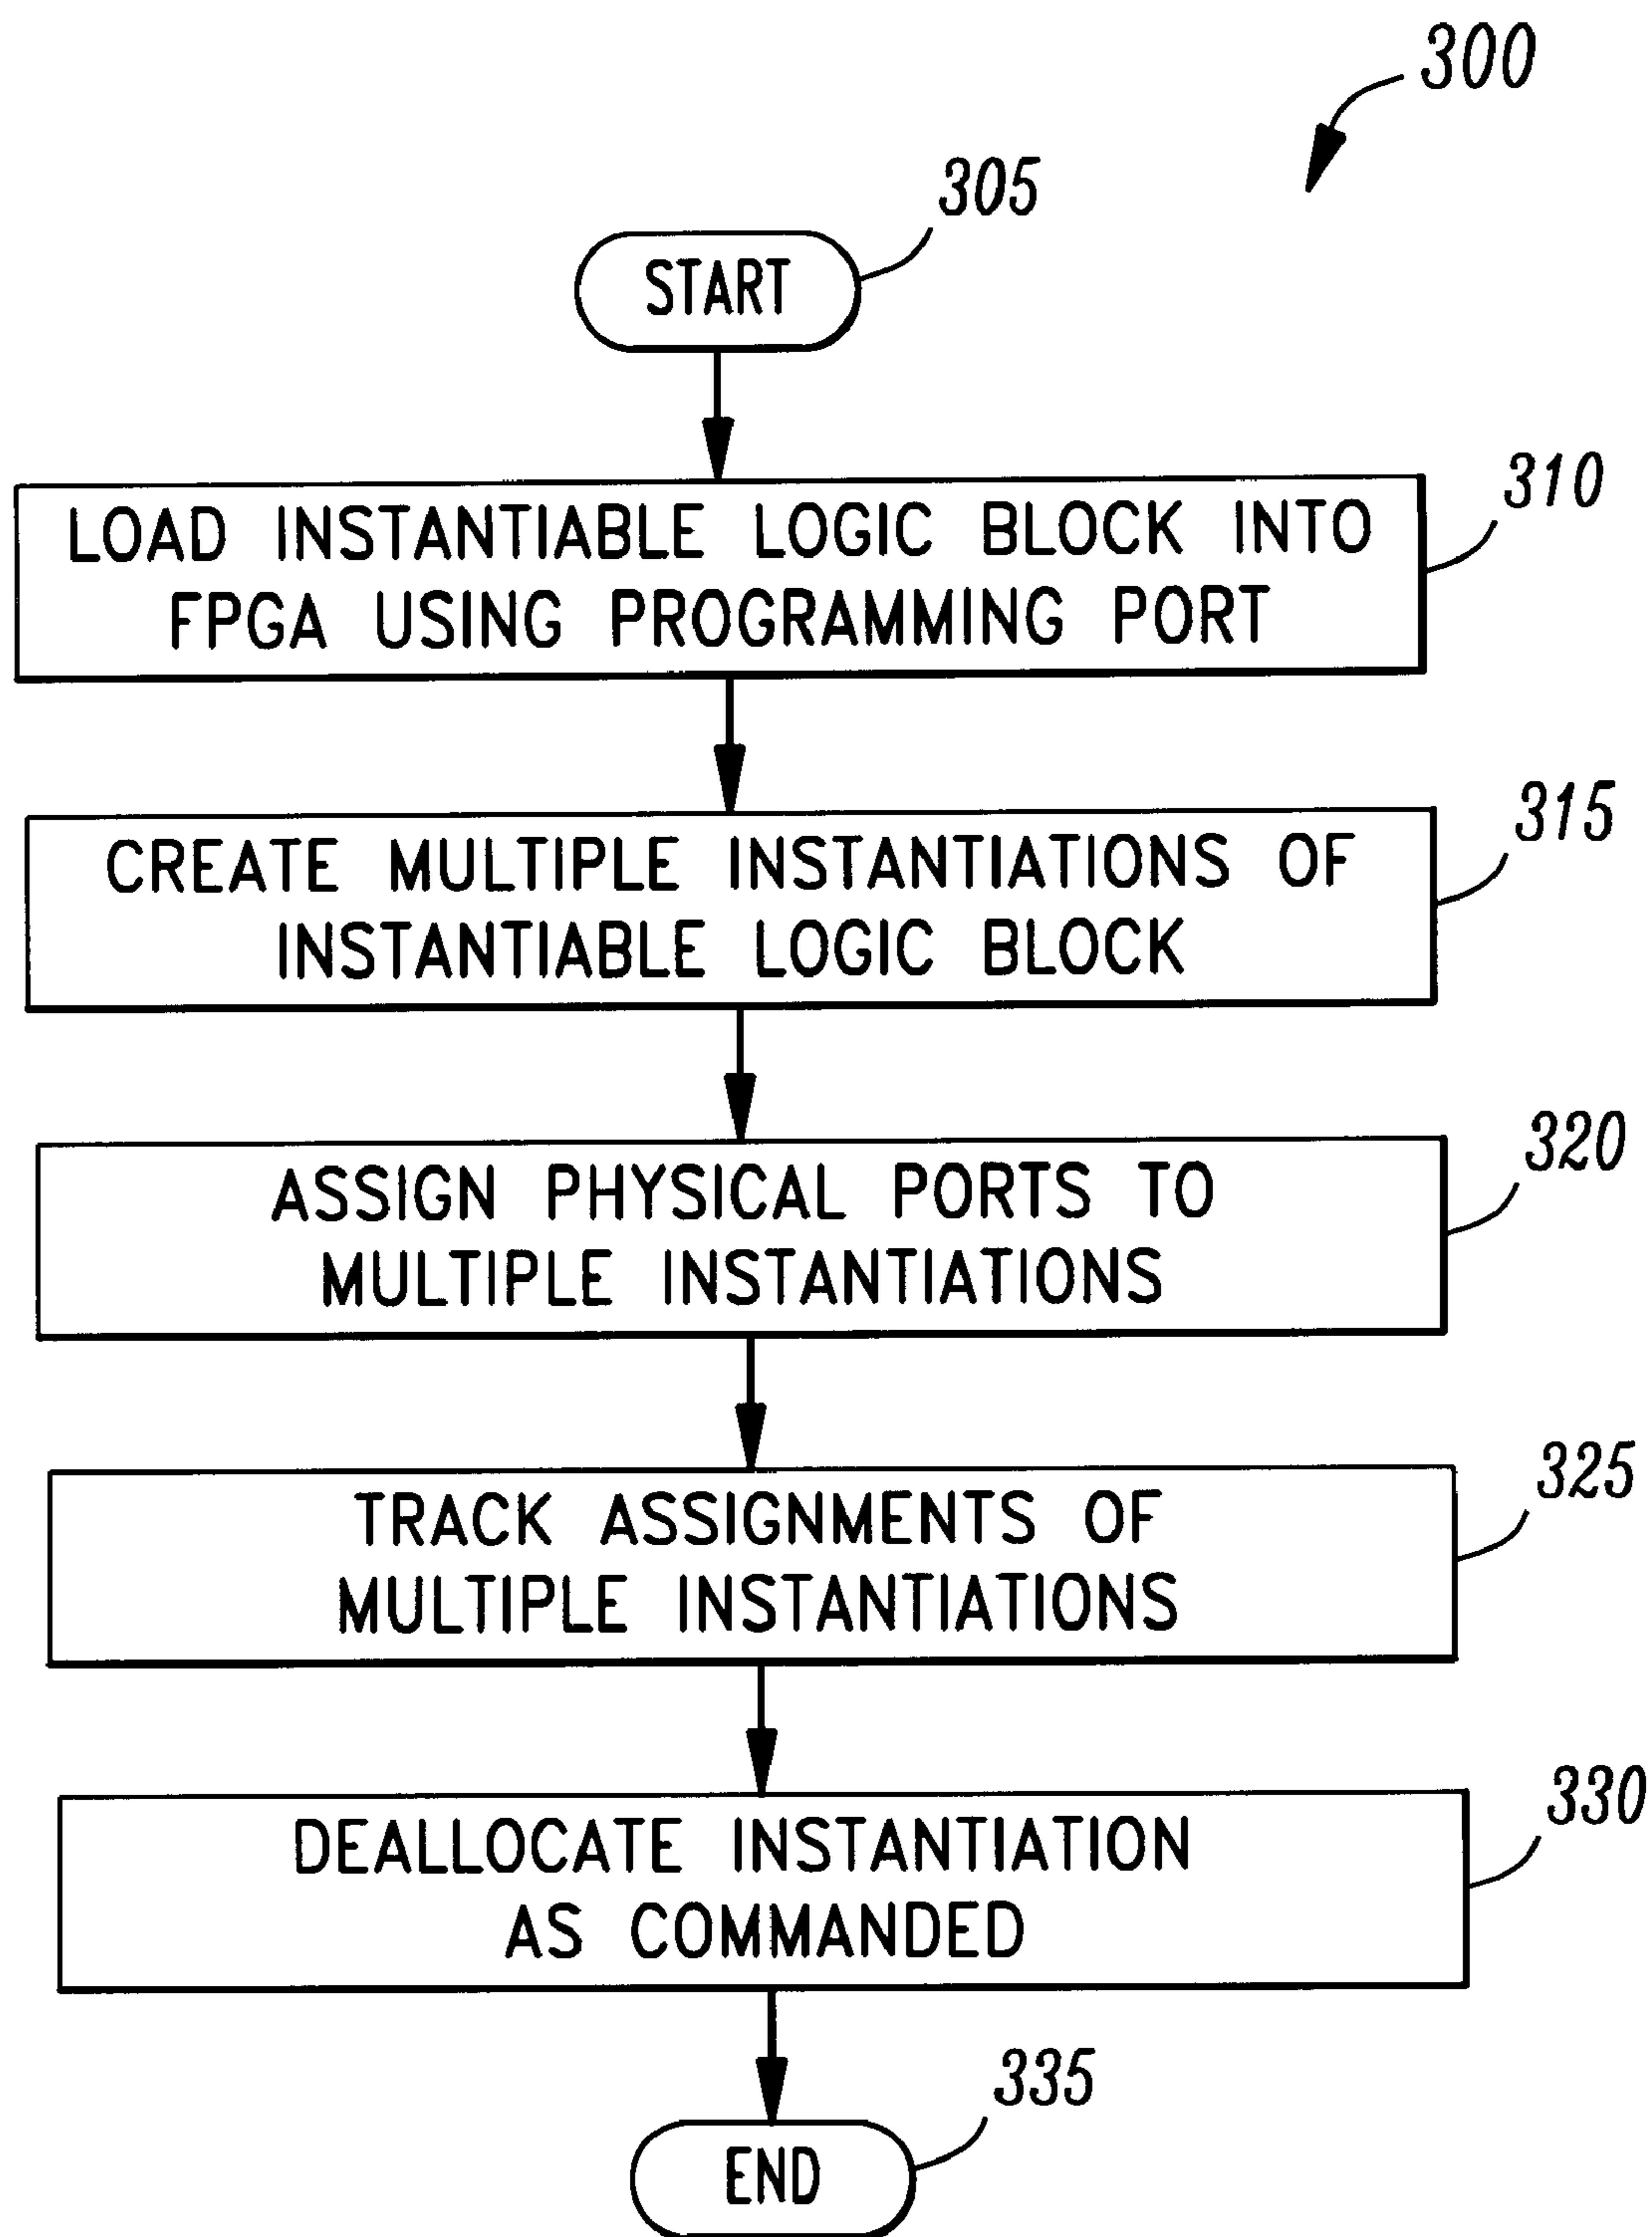 300
305
START
310
LOAD INSTANTIABLE LOGIC BLOCK INTO
FPGA USING PROGRAMMING PORT
315
CREATE MULTIPLE INSTANTIATIONS OF
INSTANTIABLE LOGIC BLOCK
320
ASSIGN PHYSICAL PORTS TO
MULTIPLE INSTANTIATIONS
325
TRACK ASSIGNMENTS OF
MULTIPLE INSTANTIATIONS
330
DEALLOCATE INSTANTIATION
AS COMMANDED
335
END